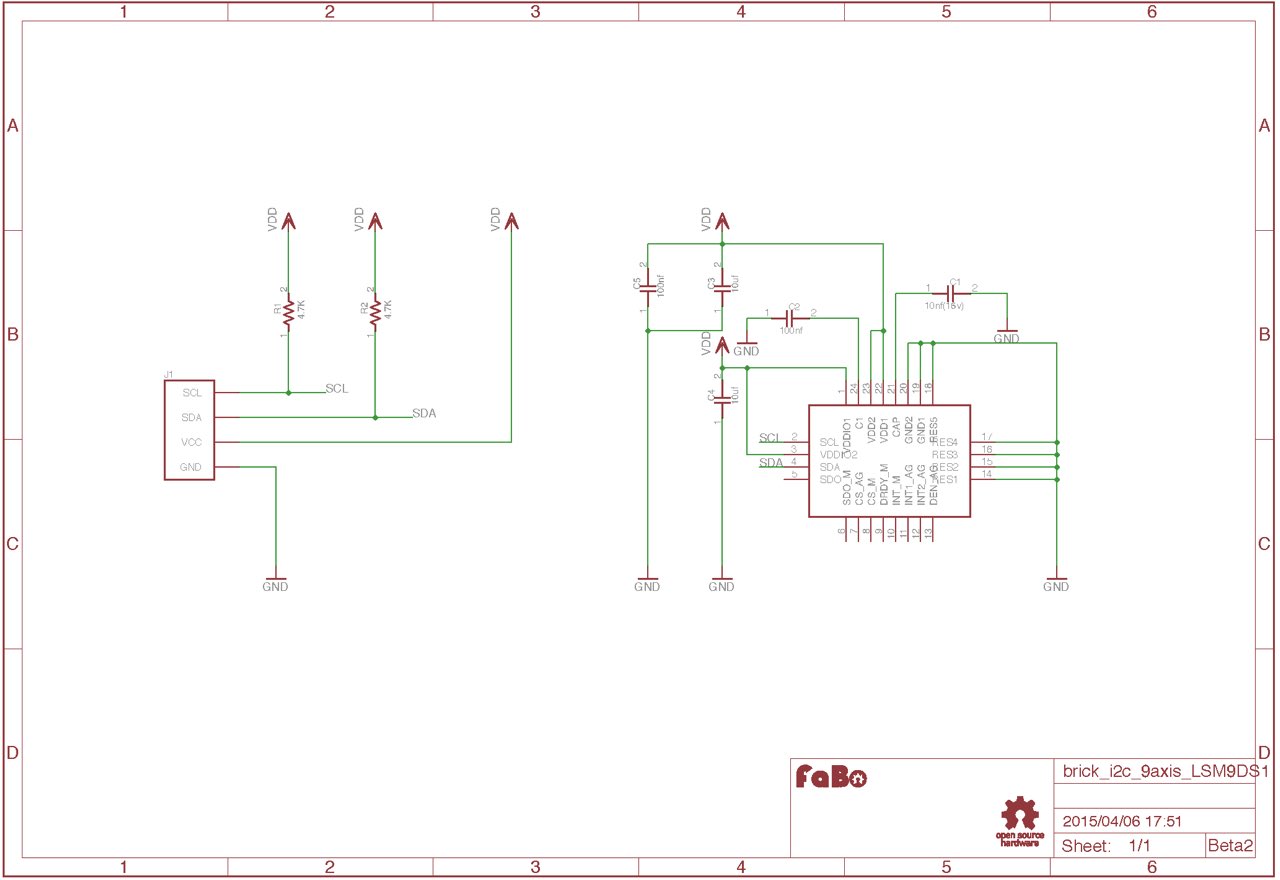 1 2 3 4 5 6
A A
VDD VDD VDD VDD
2 2 2 2
R1 4.7K R2 4.7K C5 100nf C3 10uf
1 1 1 1
1 C1 2
10nf(16v)
1 C2 2
100nf
B B
GND
GND
VDD
2
C4 10uf
1
J1
SCL SCL
SDA SDA
VCC
GND
1 24 23 22 21 20 19 18
VDDIO1 C1 VDD2 VDD1 CAP GND2 GND1 RES5
SCL 2 SCL RES4 17
3 VDDIO2 RES3 16
SDA 4 SDA RES2 15
5 SDO RES1 14
SDO_M CS_AG CS_M DRDY_M INT_M INT1_AG INT2_AG DEN_AG
6 7 8 9 10 11 12 13
C C
GND GND GND GND
D D
FaBo
brick_i2c_9axis_LSM9DS1
open source
hardware
2015/04/06 17:51
Sheet: 1/1 Beta2
1 2 3 4 5 6